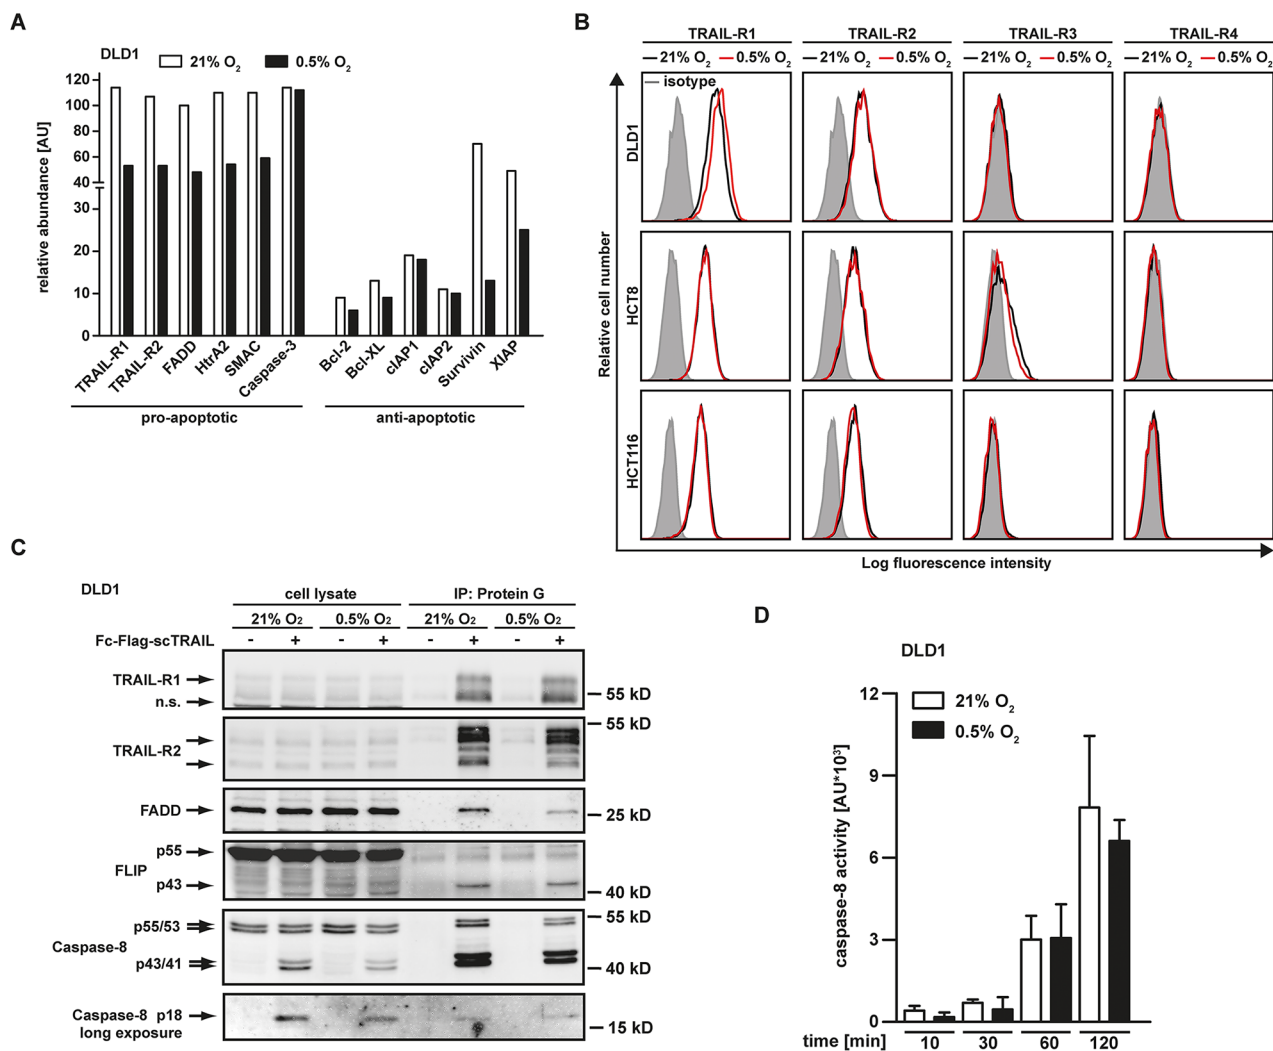 A
DLD1
21% O2
0.5% O2
relative abundance [AU]
120
100
80
60
40
30
20
10
0
TRAIL-R1
TRAIL-R2
FADD
HtrA2
SMAC
Caspase-3
Bcl-2
Bcl-XL
cIAP1
cIAP2
Survivin
XIAP
pro-apoptotic
anti-apoptotic
B
TRAIL-R1
TRAIL-R2
TRAIL-R3
TRAIL-R4
21% O2 0.5% O2
21% O2 0.5% O2
21% O2 0.5% O2
21% O2 0.5% O2
isotype
DLD1
HCT8
HCT116
Relative cell number
Log fluorescence intensity
C
DLD1
cell lysate
IP: Protein G
21% O2
0.5% O2
21% O2
0.5% O2
Fc-Flag-scTRAIL - + - + - + - +
TRAIL-R1
n.s.
55 kD
TRAIL-R2
55 kD
FADD
25 kD
p55
FLIP
p43
40 kD
p55/53
Caspase-8
p43/41
55 kD
40 kD
Caspase-8 p18
long exposure
15 kD
D
DLD1
21% O2
0.5% O2
caspase-8 activity [AU*10³]
12
9
6
3
0
time [min] 10 30 60 120